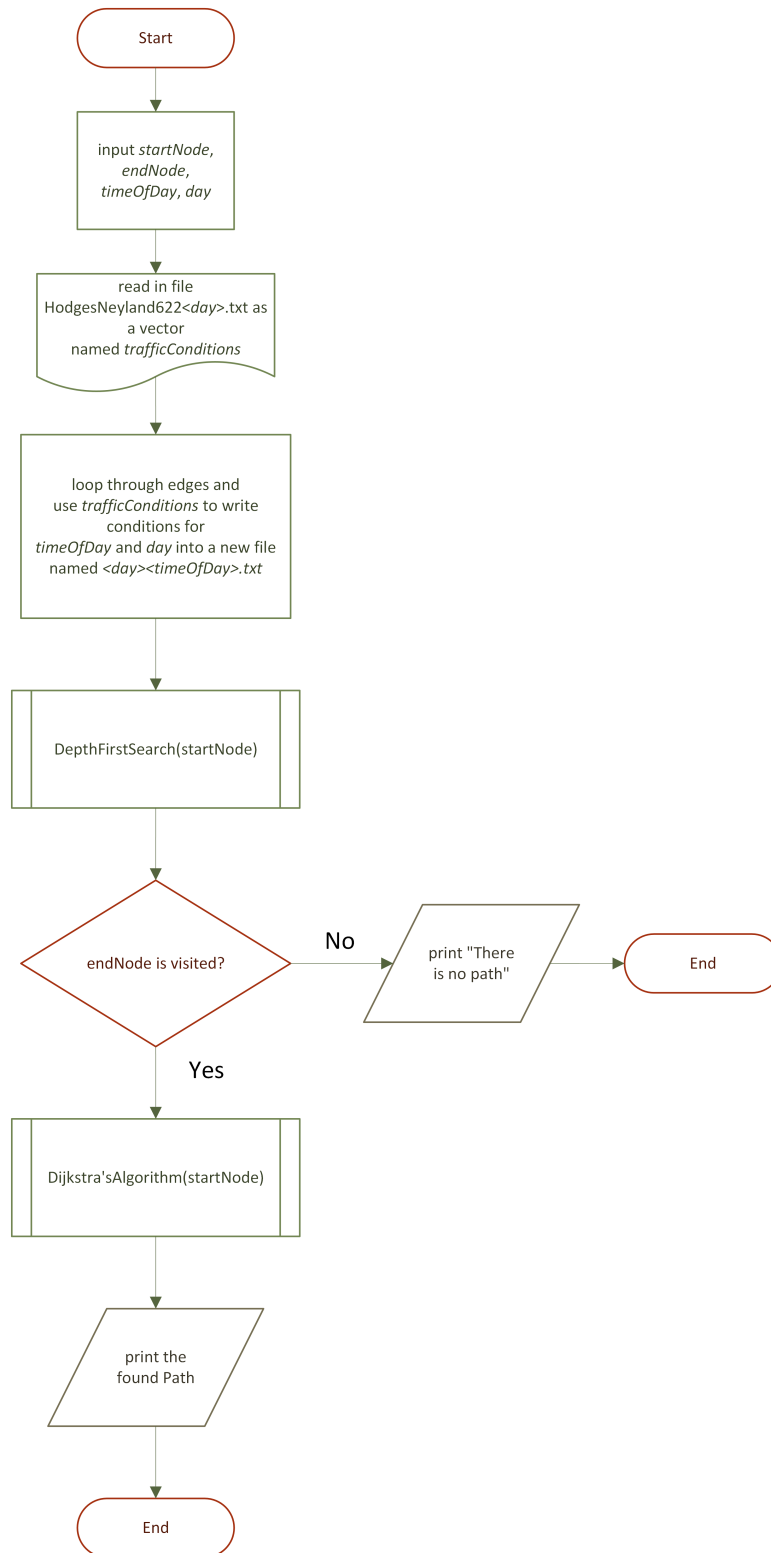 Start
input startNode,
endNode,
timeOfDay, day
read in file
HodgesNeyland622<day>.txt as
a vector
named trafficConditions
loop through edges and
use trafficConditions to write
conditions for
timeOfDay and day into a new file
named <day><timeOfDay>.txt
DepthFirstSearch(startNode)
endNode is visited?
No
print "There
is no path"
End
Yes
Dijkstra'sAlgorithm(startNode)
print the
found Path
End